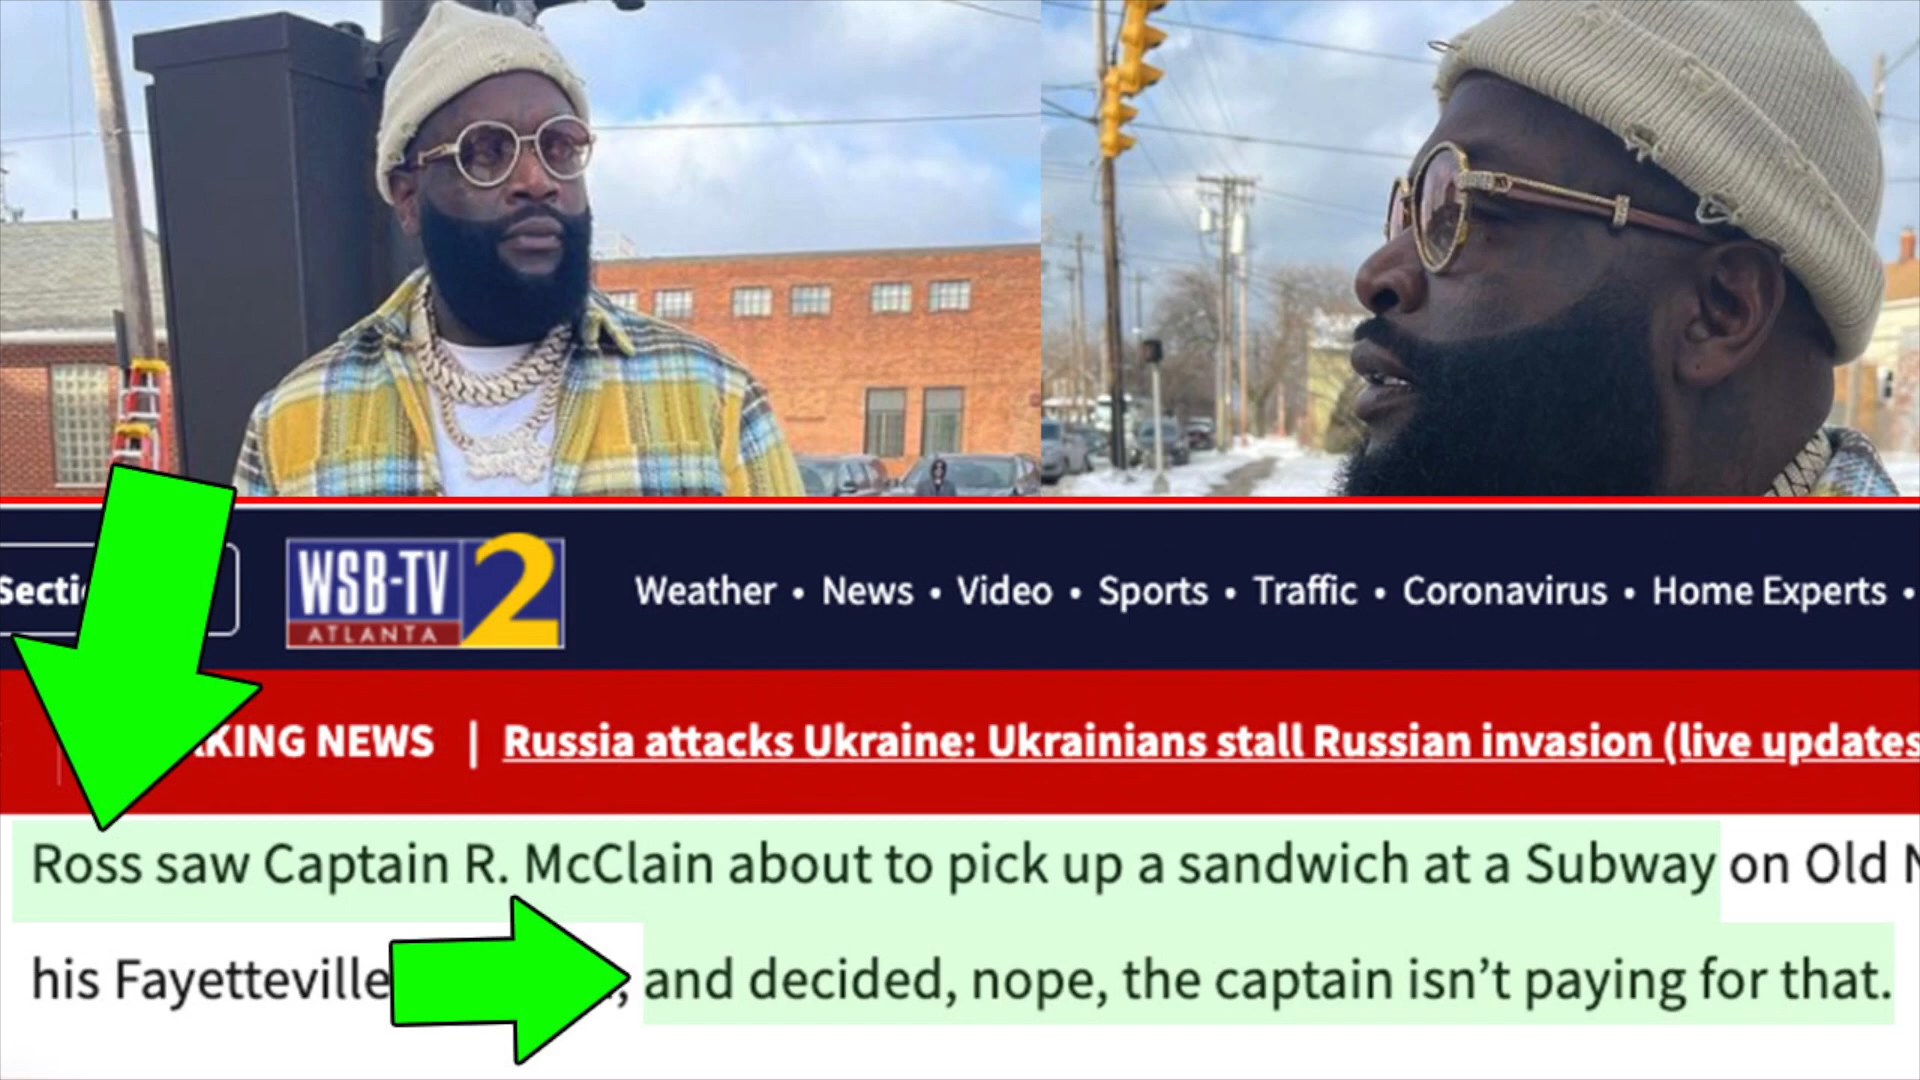 WSB-TV 2
ATLANTA
Weather • News • Video • Sports • Traffic • Coronavirus • Home Experts •
KING NEWS | Russia attacks Ukraine: Ukrainians stall Russian invasion (live updates
Ross saw Captain R. McClain about to pick up a sandwich at a Subway on Old
his Fayetteville , and decided, nope, the captain isn't paying for that.